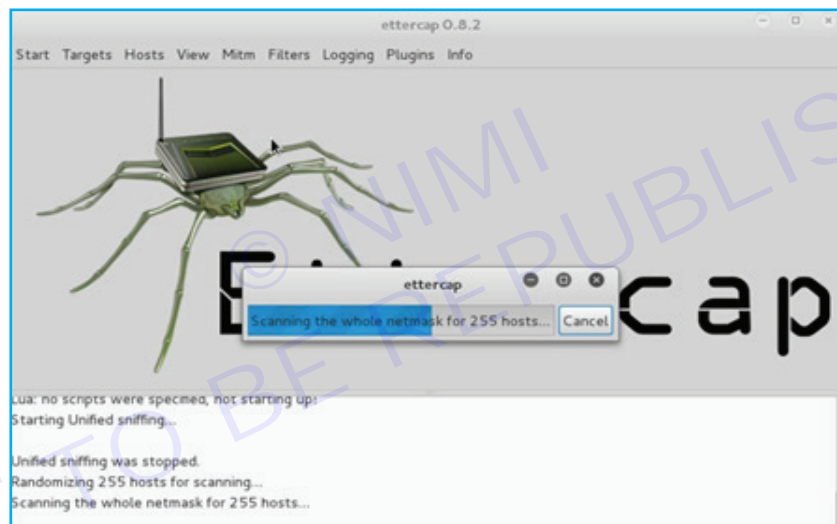 ettercap 0.8.2
Start Targets Hosts View Mitm Filters Logging Plugins Info
© NIMI
TO BE REPUBLIS
cap
ettercap
Scanning the whole netmask for 255 hosts...
Cancel
Lua: no scripts were specified, not starting up!
Starting Unified sniffing...
Unified sniffing was stopped.
Randomizing 255 hosts for scanning...
Scanning the whole netmask for 255 hosts...